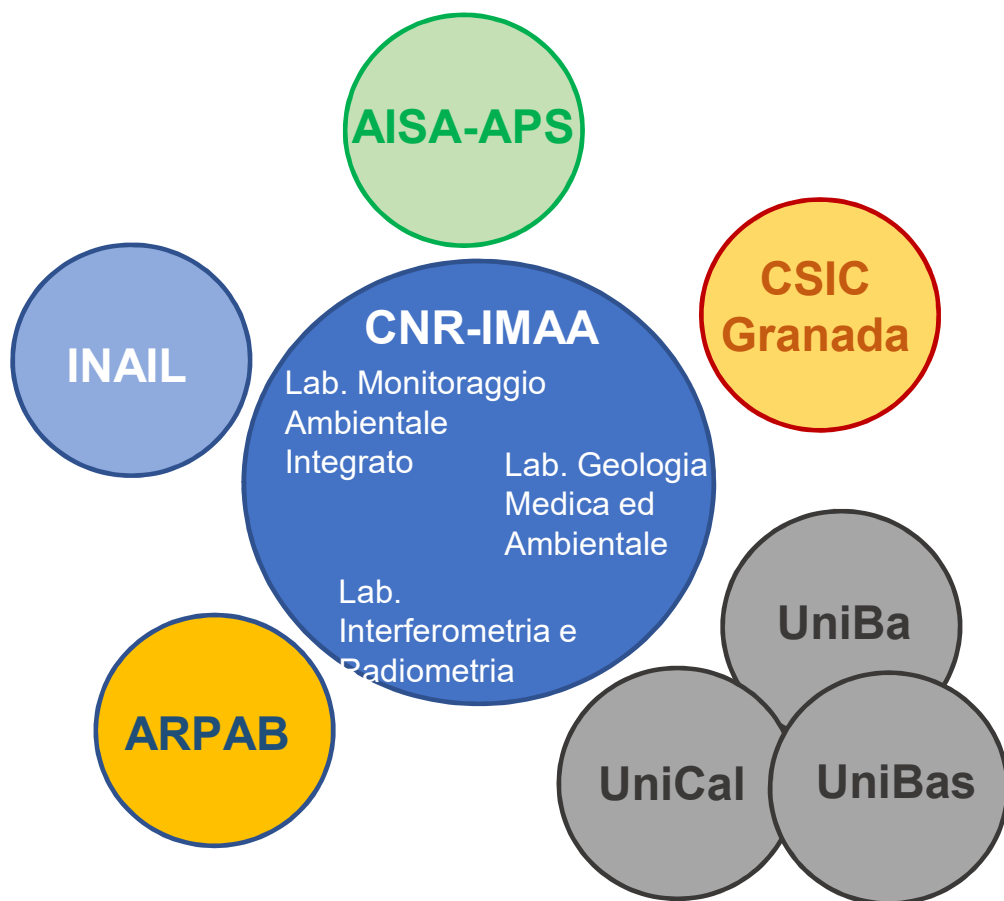 AISA-APS
CSIC
Granada
INAIL
CNR-IMAA
Lab. Monitoraggio
Ambientale
Integrato
Lab. Geologia
Medica ed
Ambientale
Lab.
Interferometria e
Radiometria
UniBa
ARPAB
UniCal
UniBas